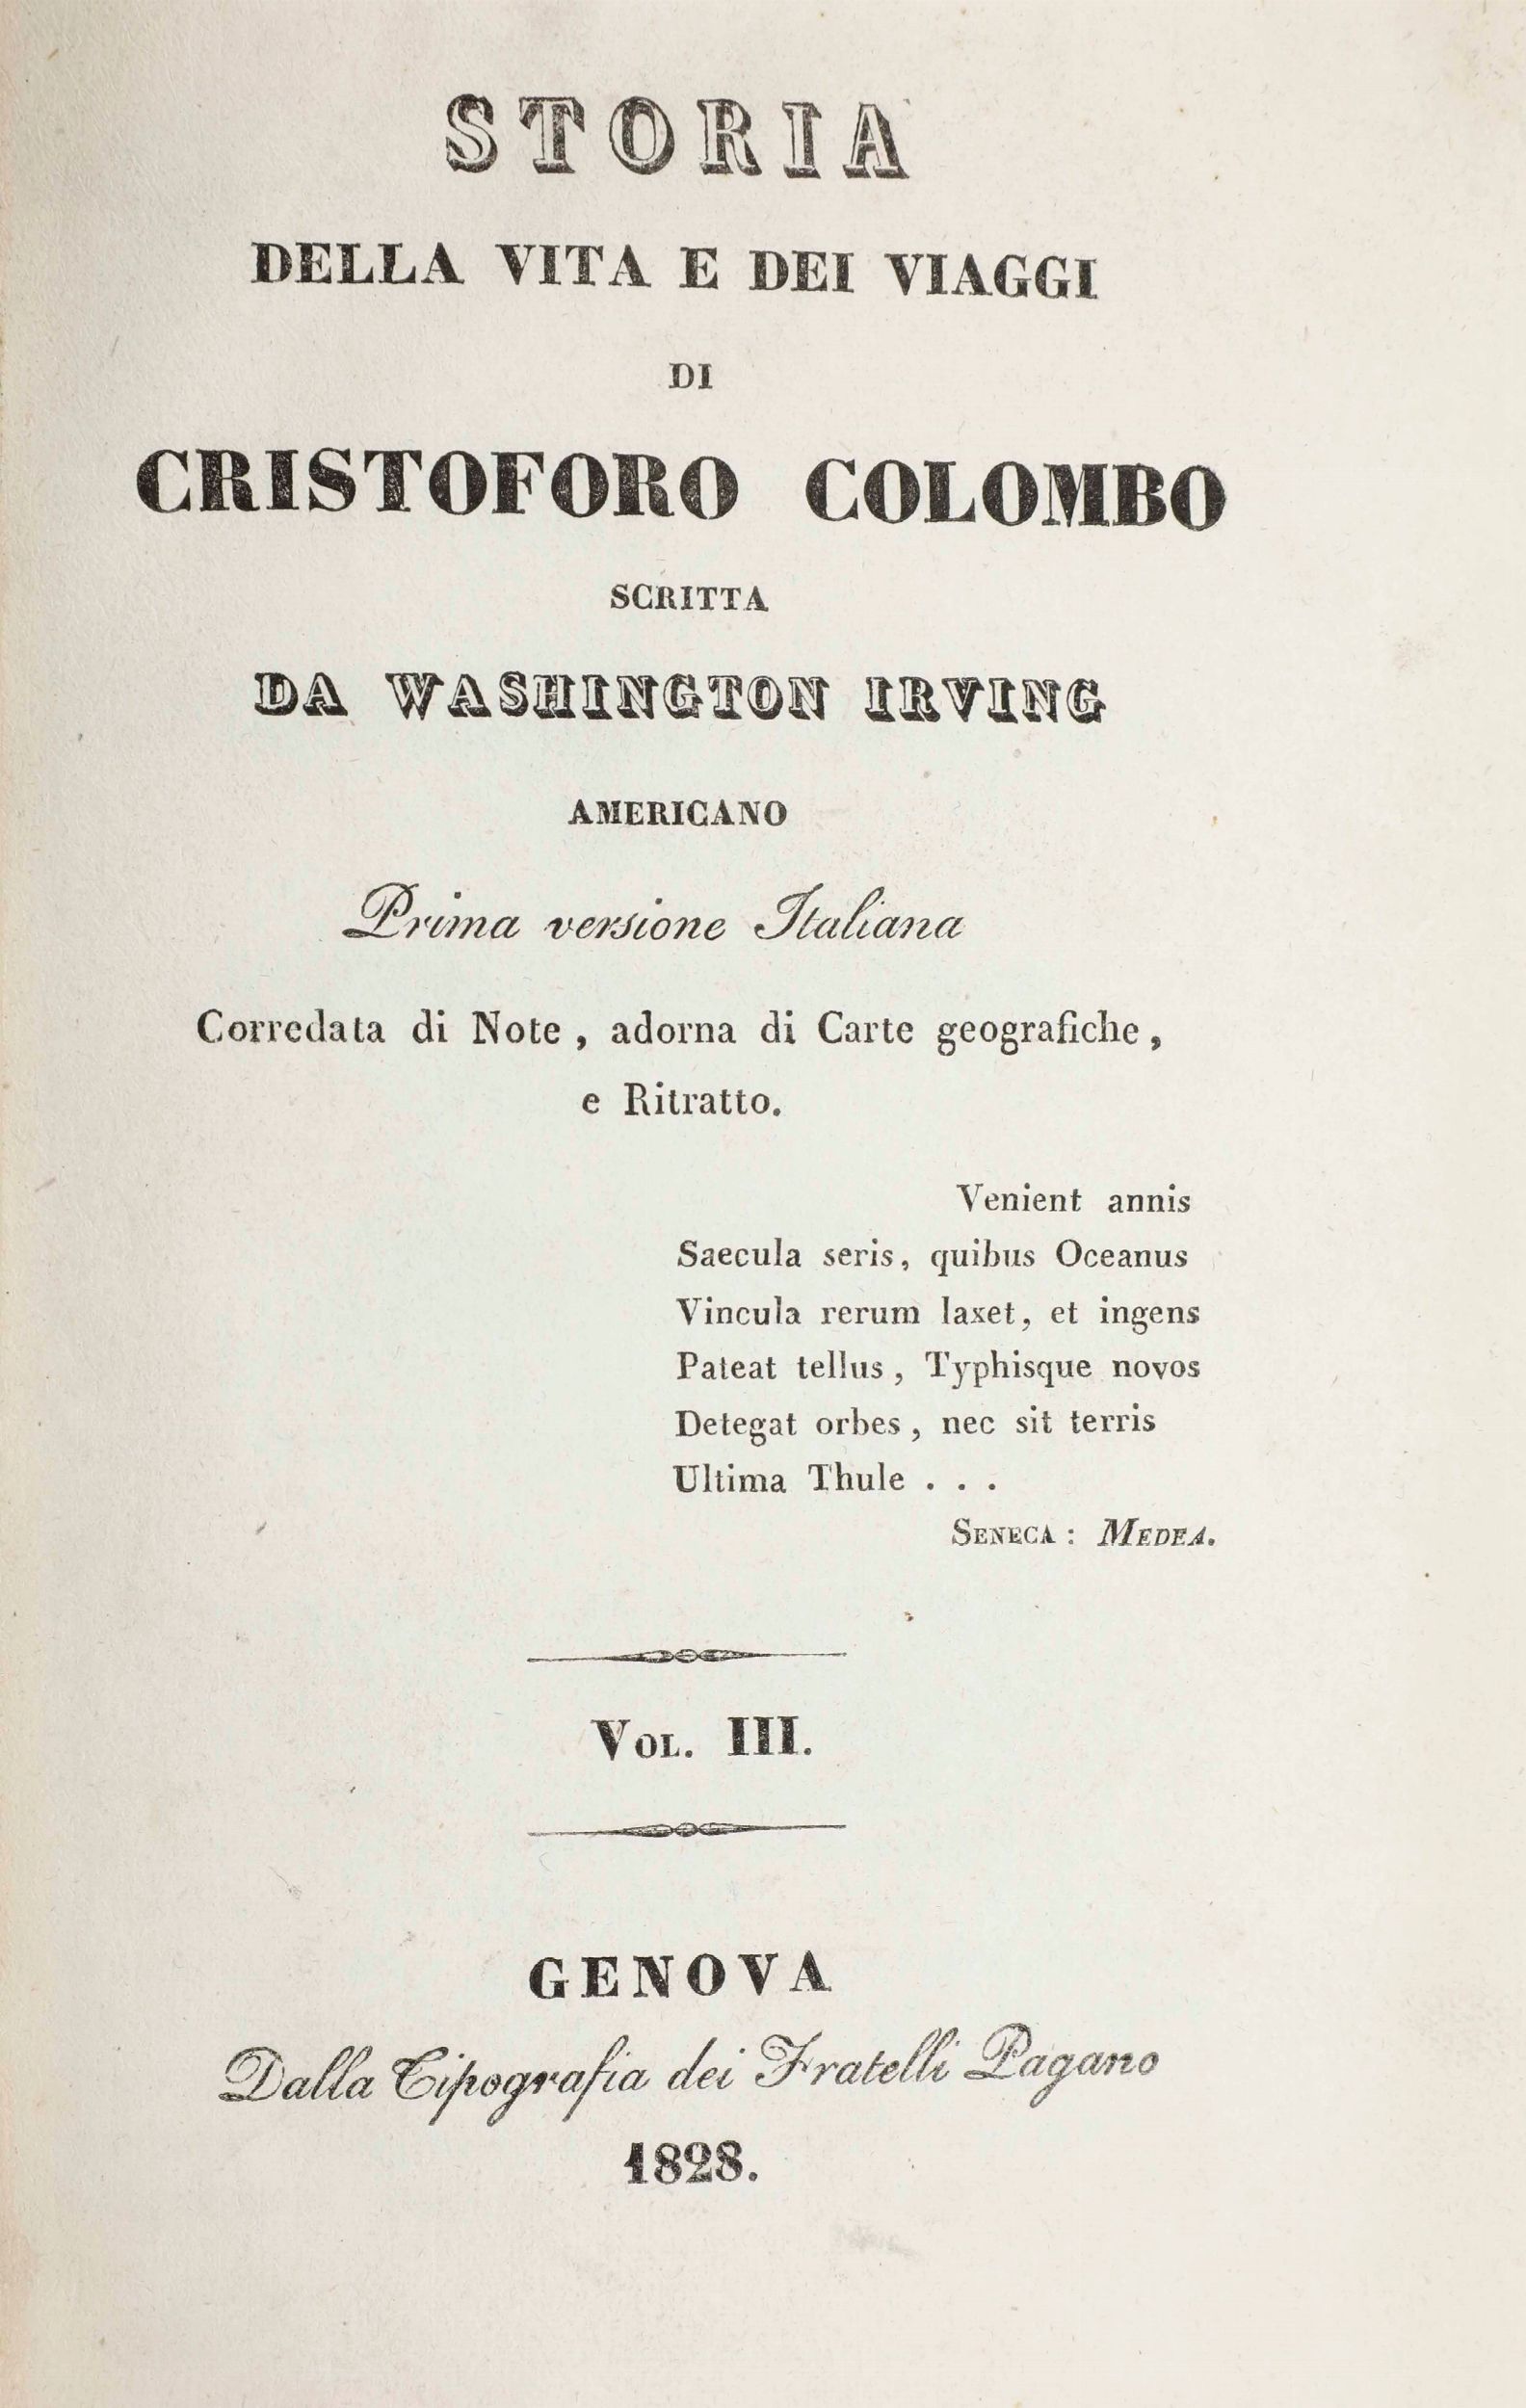 STORIA
DELLA VITA E DEI VIAGGI
DI
CRISTOFORO COLOMBO
SCRITTA
DA WASHINGTON IRVING
AMERICANO
Prima versione Italiana
Corredata di Note , adorna di Carte geografiche ,
e Ritratto.
Venient annis
Saecula seris, quibus Oceanus
Vincula rerum laxet, et ingens
Pateat tellus , Typhisque novos
Detegat orbes , nec sit terris
Ultima Thule . . .
SENECA : MEDEA.
VOL. III.
GENOVA
Dalla Tipografia dei Fratelli Pagano
1828.